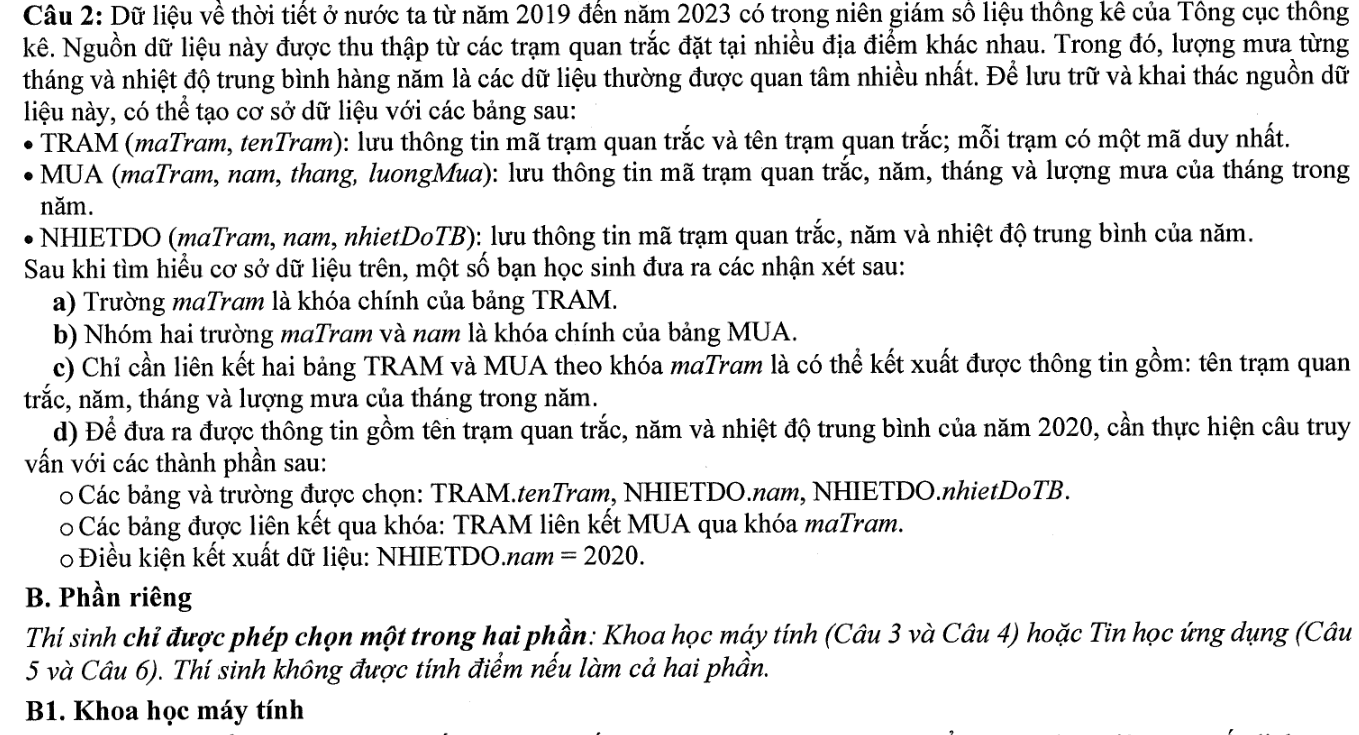 Câu 2: Dữ liệu về thời tiết ở nước ta từ năm 2019 đến năm 2023 có trong niên giám số liệu thống kê của Tổng cục thống
kê. Nguồn dữ liệu này được thu thập từ các trạm quan trắc đặt tại nhiều địa điểm khác nhau. Trong đó, lượng mưa từng
tháng và nhiệt độ trung bình hàng năm là các dữ liệu thường được quan tâm nhiều nhất. Để lưu trữ và khai thác nguồn dữ
liệu này, có thể tạo cơ sở dữ liệu với các bảng sau:
• TRAM (maTram, tenTram): lưu thông tin mã trạm quan trắc và tên trạm quan trắc; mỗi trạm có một mã duy nhất.
• MUA (maTram, nam, thang, luongMua): lưu thông tin mã trạm quan trắc, năm, tháng và lượng mưa của tháng trong
năm.
• NHIETDO (maTram, nam, nhietDoTB): lưu thông tin mã trạm quan trắc, năm và nhiệt độ trung bình của năm.
Sau khi tìm hiểu cơ sở dữ liệu trên, một số bạn học sinh đưa ra các nhận xét sau:
a) Trường maTram là khóa chính của bảng TRAM.
b) Nhóm hai trường maTram và nam là khóa chính của bảng MUA.
c) Chỉ cần liên kết hai bảng TRAM và MUA theo khóa maTram là có thể kết xuất được thông tin gồm: tên trạm quan
trắc, năm, tháng và lượng mưa của tháng trong năm.
d) Để đưa ra được thông tin gồm tên trạm quan trắc, năm và nhiệt độ trung bình của năm 2020, cần thực hiện câu truy
vấn với các thành phần sau:
○ Các bảng và trường được chọn: TRAM.tenTram, NHIETDO.nam, NHIETDO.nhietDoTB.
○ Các bảng được liên kết qua khóa: TRAM liên kết MUA qua khóa maTram.
○ Điều kiện kết xuất dữ liệu: NHIETDO.nam = 2020.
B. Phần riêng
Thí sinh chỉ được phép chọn một trong hai phần: Khoa học máy tính (Câu 3 và Câu 4) hoặc Tin học ứng dụng (Câu
5 và Câu 6). Thí sinh không được tính điểm nếu làm cả hai phần.
B1. Khoa học máy tính